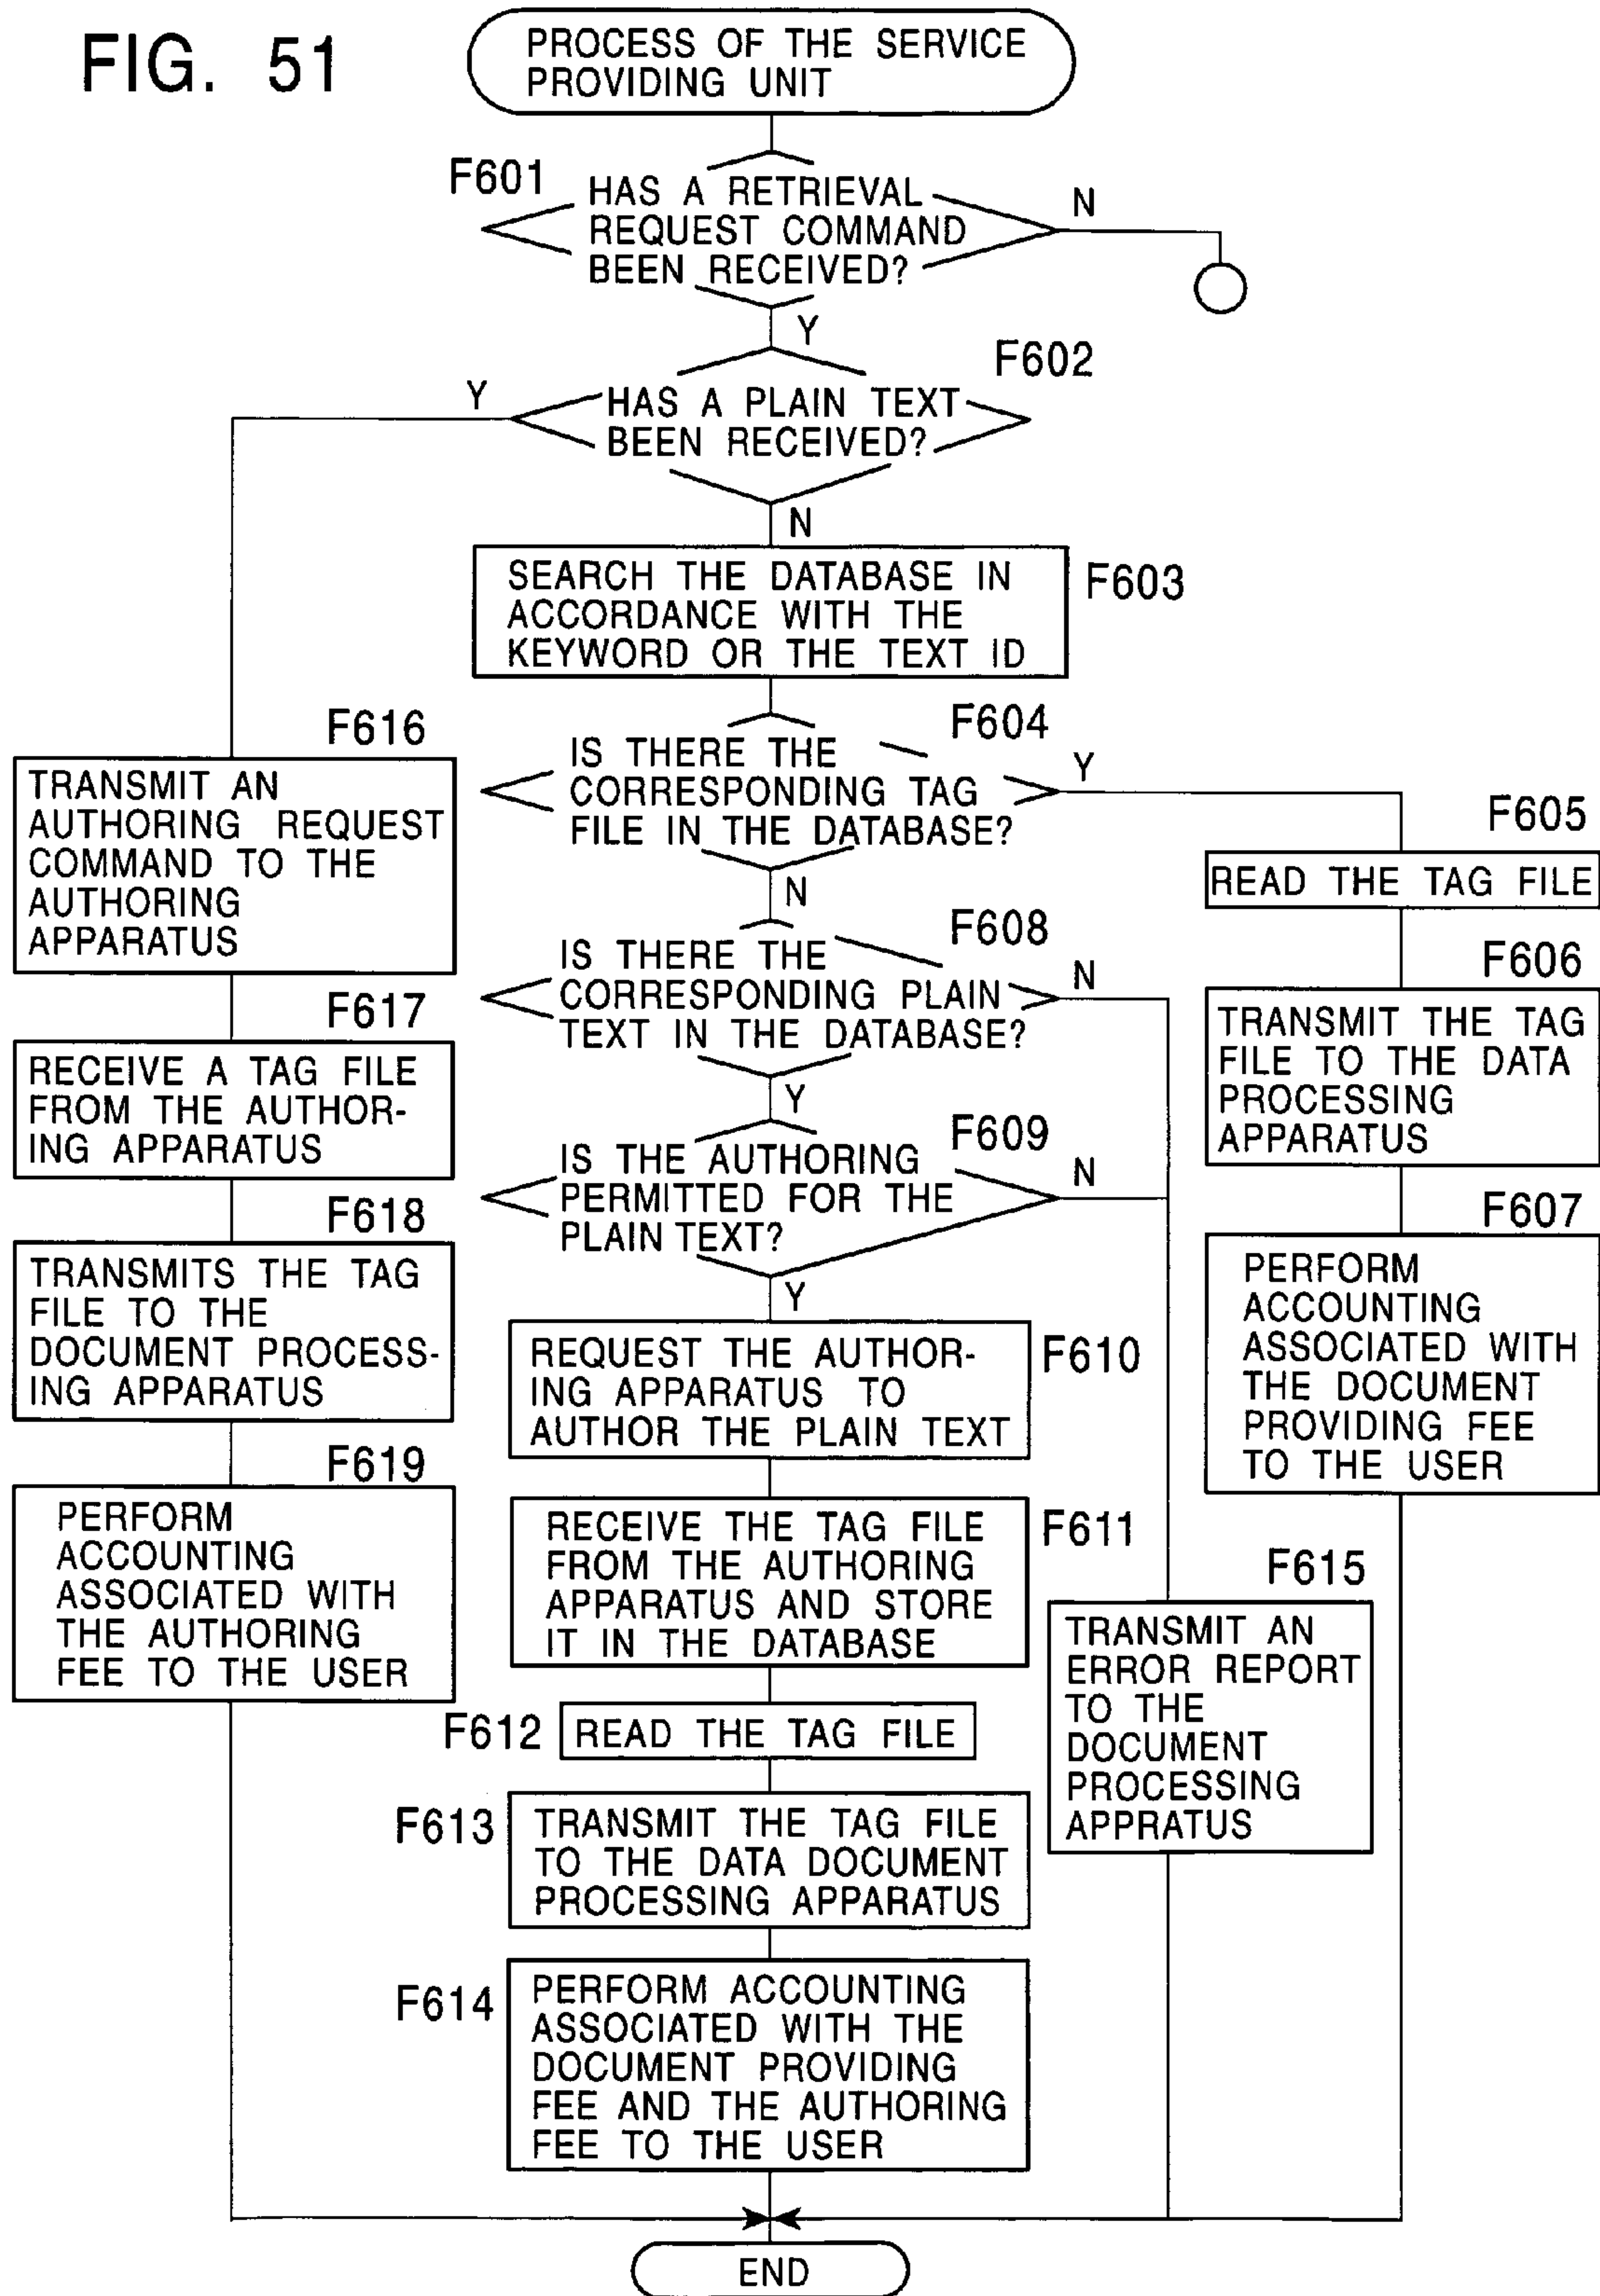 FIG. 51
PROCESS OF THE SERVICE
PROVIDING UNIT
F601
HAS A RETRIEVAL
REQUEST COMMAND
BEEN RECEIVED?
N
Y
F602
HAS A PLAIN TEXT
BEEN RECEIVED?
Y
N
SEARCH THE DATABASE IN
ACCORDANCE WITH THE
KEYWORD OR THE TEXT ID
F603
F604
IS THERE THE
CORRESPONDING TAG
FILE IN THE DATABASE?
Y
N
F605
READ THE TAG FILE
F606
TRANSMIT THE TAG
FILE TO THE DATA
PROCESSING
APPARATUS
F607
PERFORM
ACCOUNTING
ASSOCIATED WITH
THE DOCUMENT
PROVIDING FEE
TO THE USER
F608
IS THERE THE
CORRESPONDING PLAIN
TEXT IN THE DATABASE?
N
Y
F609
IS THE AUTHORING
PERMITTED FOR THE
PLAIN TEXT?
N
Y
REQUEST THE AUTHOR-
ING APPARATUS TO
AUTHOR THE PLAIN TEXT
F610
RECEIVE THE TAG FILE
FROM THE AUTHORING
APPARATUS AND STORE
IT IN THE DATABASE
F611
F612
READ THE TAG FILE
F613
TRANSMIT THE TAG FILE
TO THE DATA DOCUMENT
PROCESSING APPARATUS
F614
PERFORM ACCOUNTING
ASSOCIATED WITH THE
DOCUMENT PROVIDING
FEE AND THE AUTHORING
FEE TO THE USER
F615
TRANSMIT AN
ERROR REPORT
TO THE
DOCUMENT
PROCESSING
APPRATUS
F616
TRANSMIT AN
AUTHORING REQUEST
COMMAND TO THE
AUTHORING
APPARATUS
F617
RECEIVE A TAG FILE
FROM THE AUTHOR-
ING APPARATUS
F618
TRANSMITS THE TAG
FILE TO THE
DOCUMENT PROCESS-
ING APPARATUS
F619
PERFORM
ACCOUNTING
ASSOCIATED WITH
THE AUTHORING
FEE TO THE USER
END